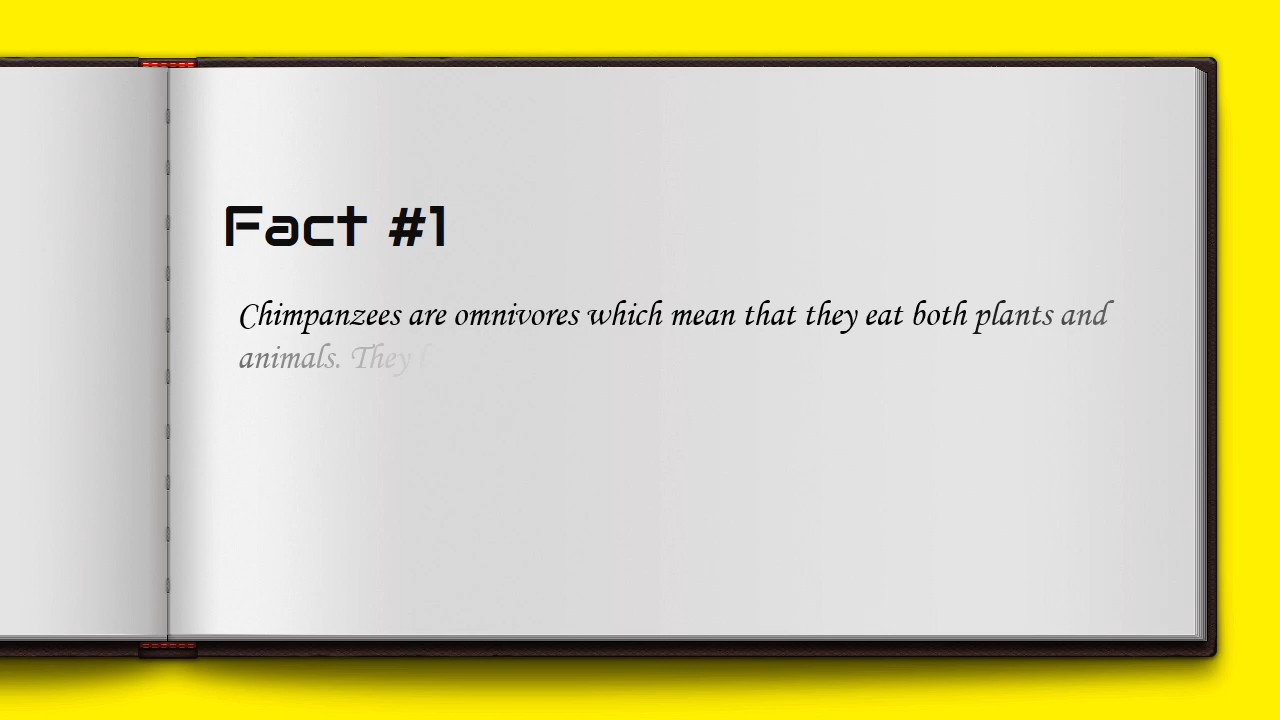 Fact #1
Chimpanzees are omnivores which mean that they eat both plants and
animals. They